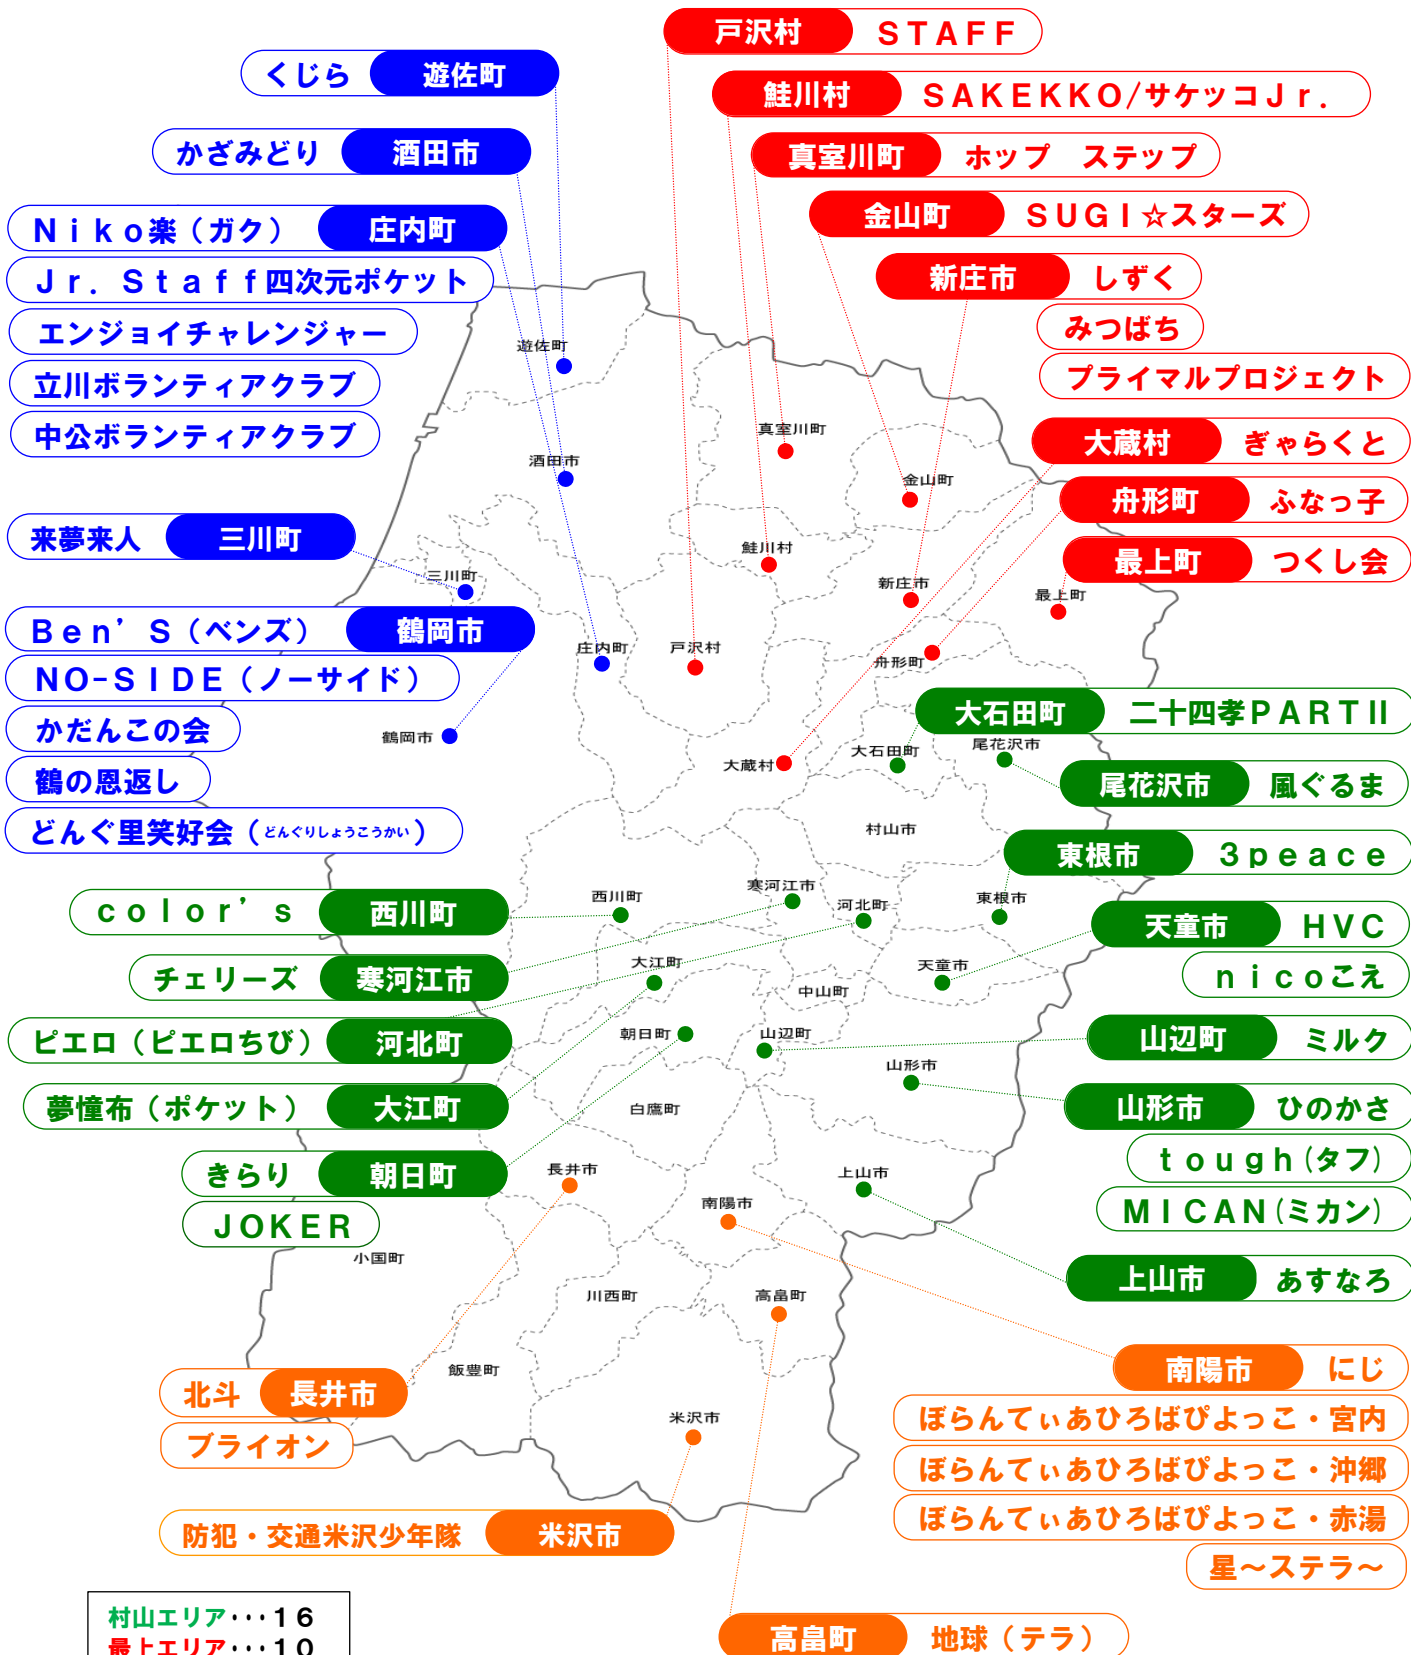 戸沢村 ＳＴＡＦＦ
くじら 遊佐町
鮭川村 ＳＡＫＥＫＫＯ/サケッコＪｒ．
かざみどり 酒田市
真室川町 ホップ　ステップ
Ｎｉｋｏ楽（ガク） 庄内町
金山町 ＳＵＧＩ☆スターズ
Ｊｒ．Ｓｔａｆｆ四次元ポケット
新庄市 しずく
エンジョイチャレンジャー
みつばち
立川ボランティアクラブ
プライマルプロジェクト
中公ボランティアクラブ
大蔵村 ぎゃらくと
舟形町 ふなっ子
来夢来人 三川町
最上町 つくし会
Ｂｅｎ’Ｓ（ベンズ） 鶴岡市
ＮＯ-ＳＩＤＥ（ノーサイド）
かだんこの会
鶴の恩返し
どんぐ里笑好会（どんぐりしょうこうかい）
大石田町 二十四孝ＰＡＲＴⅡ
尾花沢市 風ぐるま
東根市 ３ｐｅａｃｅ
ｃｏｌｏｒ’ｓ 西川町
天童市 ＨＶＣ
チェリーズ 寒河江市
ｎｉｃｏこえ
ピエロ（ピエロちび） 河北町
山辺町 ミルク
夢憧布（ポケット） 大江町
山形市 ひのかさ
ｔｏｕｇｈ(タフ)
きらり 朝日町
ＭＩＣＡＮ(ミカン)
ＪＯＫＥＲ
上山市 あすなろ
南陽市 にじ
北斗 長井市
ぼらんてぃあひろばぴよっこ・宮内
ブライオン
ぼらんてぃあひろばぴよっこ・沖郷
ぼらんてぃあひろばぴよっこ・赤湯
防犯・交通米沢少年隊 米沢市
星～ステラ～
高畠町 地球（テラ）
遊佐町
真室川町
酒田市
金山町
鮭川村
三川町
新庄市
最上町
庄内町
戸沢村
舟形町
鶴岡市
大蔵村
大石田町
尾花沢市
村山市
西川町
寒河江市
河北町
東根市
大江町
中山町
天童市
朝日町
山辺町
山形市
白鷹町
長井市
上山市
南陽市
小国町
川西町
高畠町
飯豊町
米沢市
村山エリア･･･１６
最上エリア･･･１０